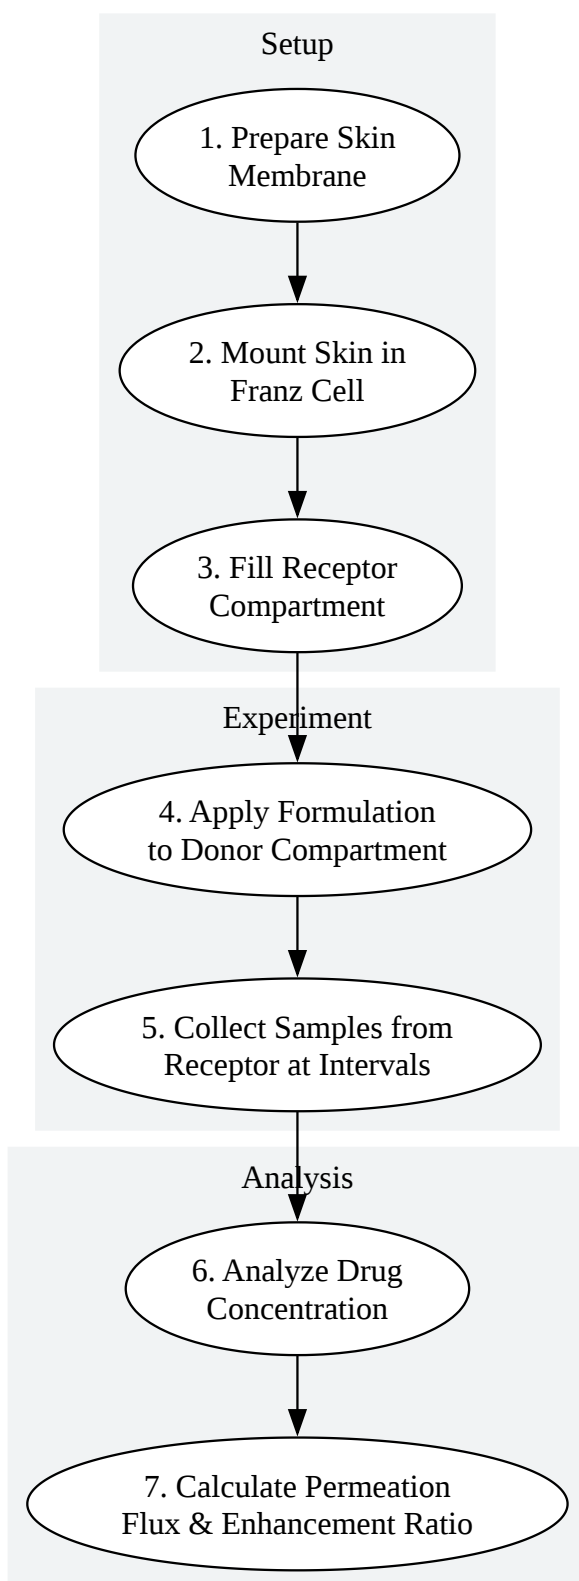 Setup
1. Prepare Skin
Membrane
2. Mount Skin in
Franz Cell
3. Fill Receptor
Compartment
Experiment
4. Apply Formulation
to Donor Compartment
5. Collect Samples from
Receptor at Intervals
Analysis
6. Analyze Drug
Concentration
7. Calculate Permeation
Flux & Enhancement Ratio